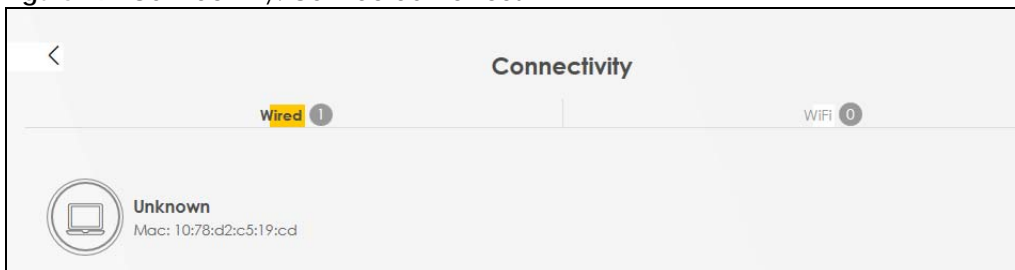 Connectivity
Wired 1
WiFi 0
Unknown
Mac: 10:78:d2:c5:19:cd